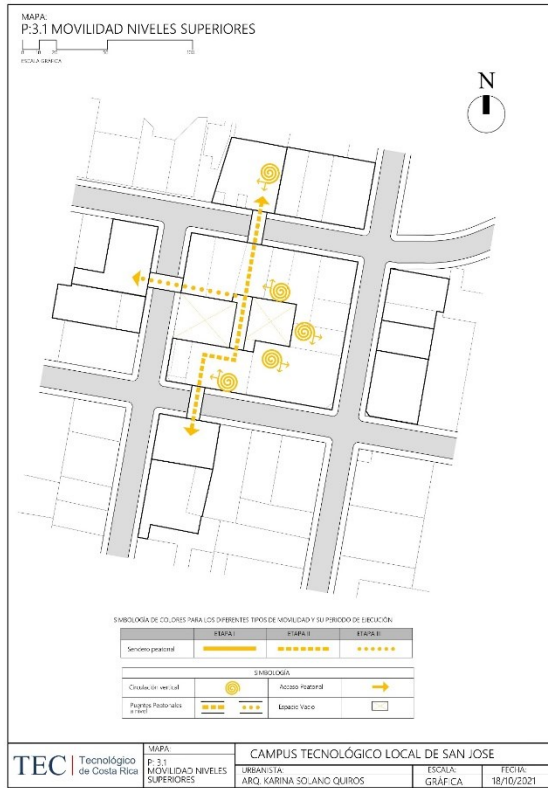 MAPA:
P:3.1 MOVILIDAD NIVELES SUPERIORES
ESCALA GRÁFICA
N
SIMBOLOGÍA DE COLORES PARA LOS DIFERENTES TIPOS DE MOVILIDAD Y SU PERIODO DE EJECUCIÓN
ETAPA I ETAPA II ETAPA III
Sendero peatonal
SIMBOLOGÍA
Circulación vertical Acceso Peatonal
Puentes Peatonales a nivel Espacio Vacío
TEC | Tecnológico de Costa Rica
MAPA:
P: 3.1
MOVILIDAD NIVELES
SUPERIORES
CAMPUS TECNOLÓGICO LOCAL DE SAN JOSE
URBANISTA:
ARQ. KARINA SOLANO QUIROS
ESCALA:
GRÁFICA
FECHA:
18/10/2021